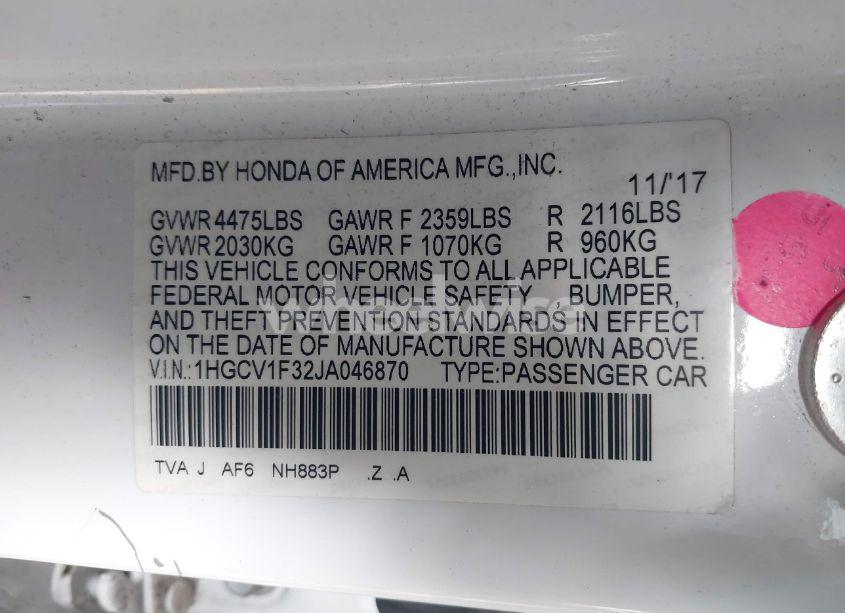 MFD.BY HONDA OF AMERICA MFG.,INC.
11/'17
GVWR 4475LBS GAWR F 2359LBS R 2116LBS
GVWR 2030KG GAWR F 1070KG R 960KG
THIS VEHICLE CONFORMS TO ALL APPLICABLE
FEDERAL MOTOR VEHICLE SAFETY , BUMPER,
AND THEFT PREVENTION STANDARDS IN EFFECT
ON THE DATE OF MANUFACTURE SHOWN ABOVE.
V.I.N.:1HGCV1F32JA046870 TYPE:PASSENGER CAR
TVA J AF6 NH883P .Z .A